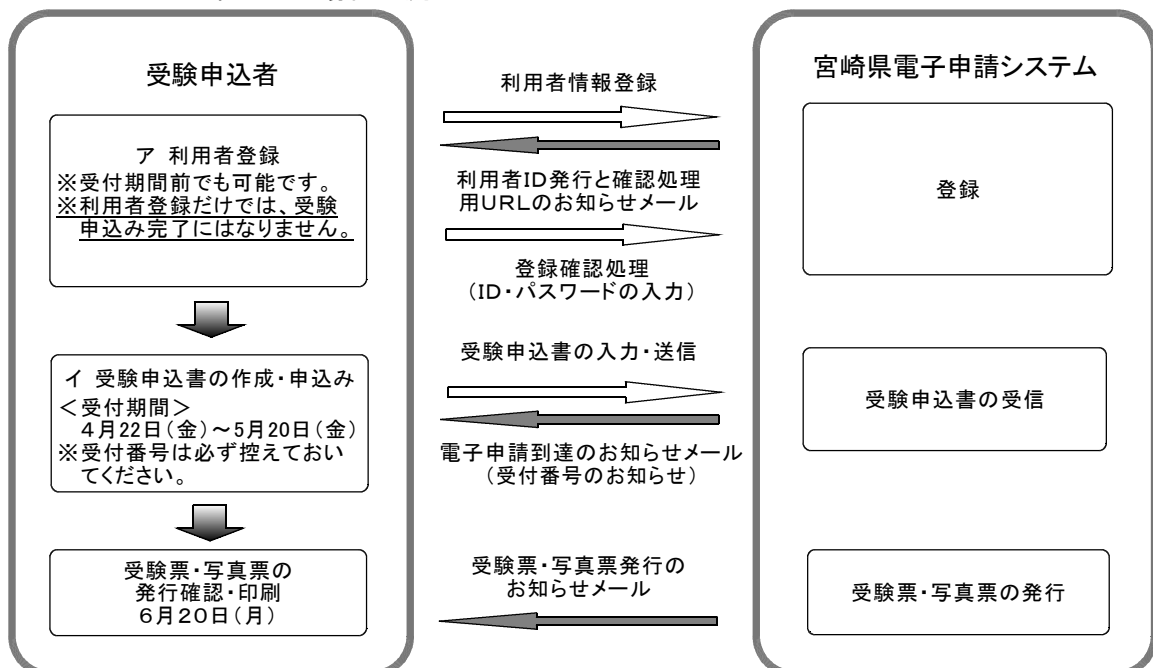 受験申込者
ア 利用者登録
※受付期間前でも可能です。
※利用者登録だけでは、受験
申込み完了にはなりません。
イ 受験申込書の作成・申込み
<受付期間>
4月22日(金)~5月20日(金)
※受付番号は必ず控えておい
てください。
受験票・写真票の
発行確認・印刷
6月20日(月)
利用者情報登録
利用者ID発行と確認処理
用URLのお知らせメール
登録確認処理
(ID・パスワードの入力)
受験申込書の入力・送信
電子申請到達のお知らせメール
(受付番号のお知らせ)
受験票・写真票発行の
お知らせメール
宮崎県電子申請システム
登録
受験申込書の受信
受験票・写真票の発行